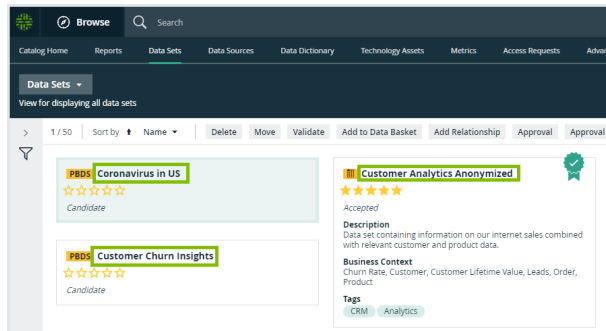 Browse
Search
Catalog Home Reports Data Sets Data Sources Data Dictionary Technology Assets Metrics Access Requests
Data Sets
View for displaying all data sets
1 / 50 Sort by Name Delete Move Validate Add to Data Basket Add Relationship Approval Approval
PBDS Coronavirus in US
Candidate
PBDS Customer Churn Insights
Candidate
Customer Analytics Anonymized
Accepted
Description
Data set containing information on our internet sales combined
with relevant customer and product data.
Business Context
Churn Rate, Customer, Customer Lifetime Value, Leads, Order,
Product
Tags
CRM Analytics